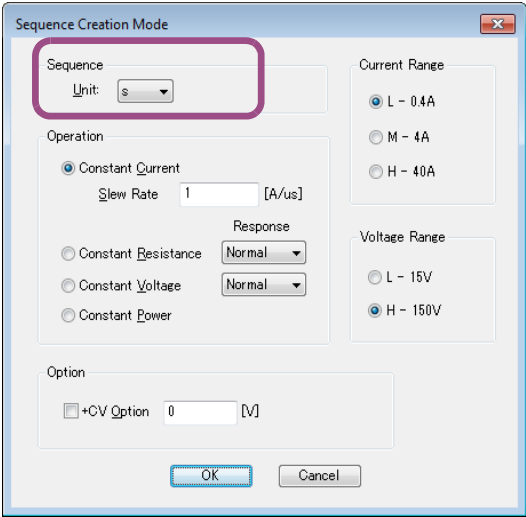 Sequence Creation Mode
Sequence
Unit: s
Operation
Constant Current
Slew Rate 1 [A/us]
Response
Constant Resistance Normal
Constant Voltage Normal
Constant Power
Current Range
L - 0.4A
M - 4A
H - 40A
Voltage Range
L - 15V
H - 150V
Option
+CV Option 0 [V]
OK Cancel